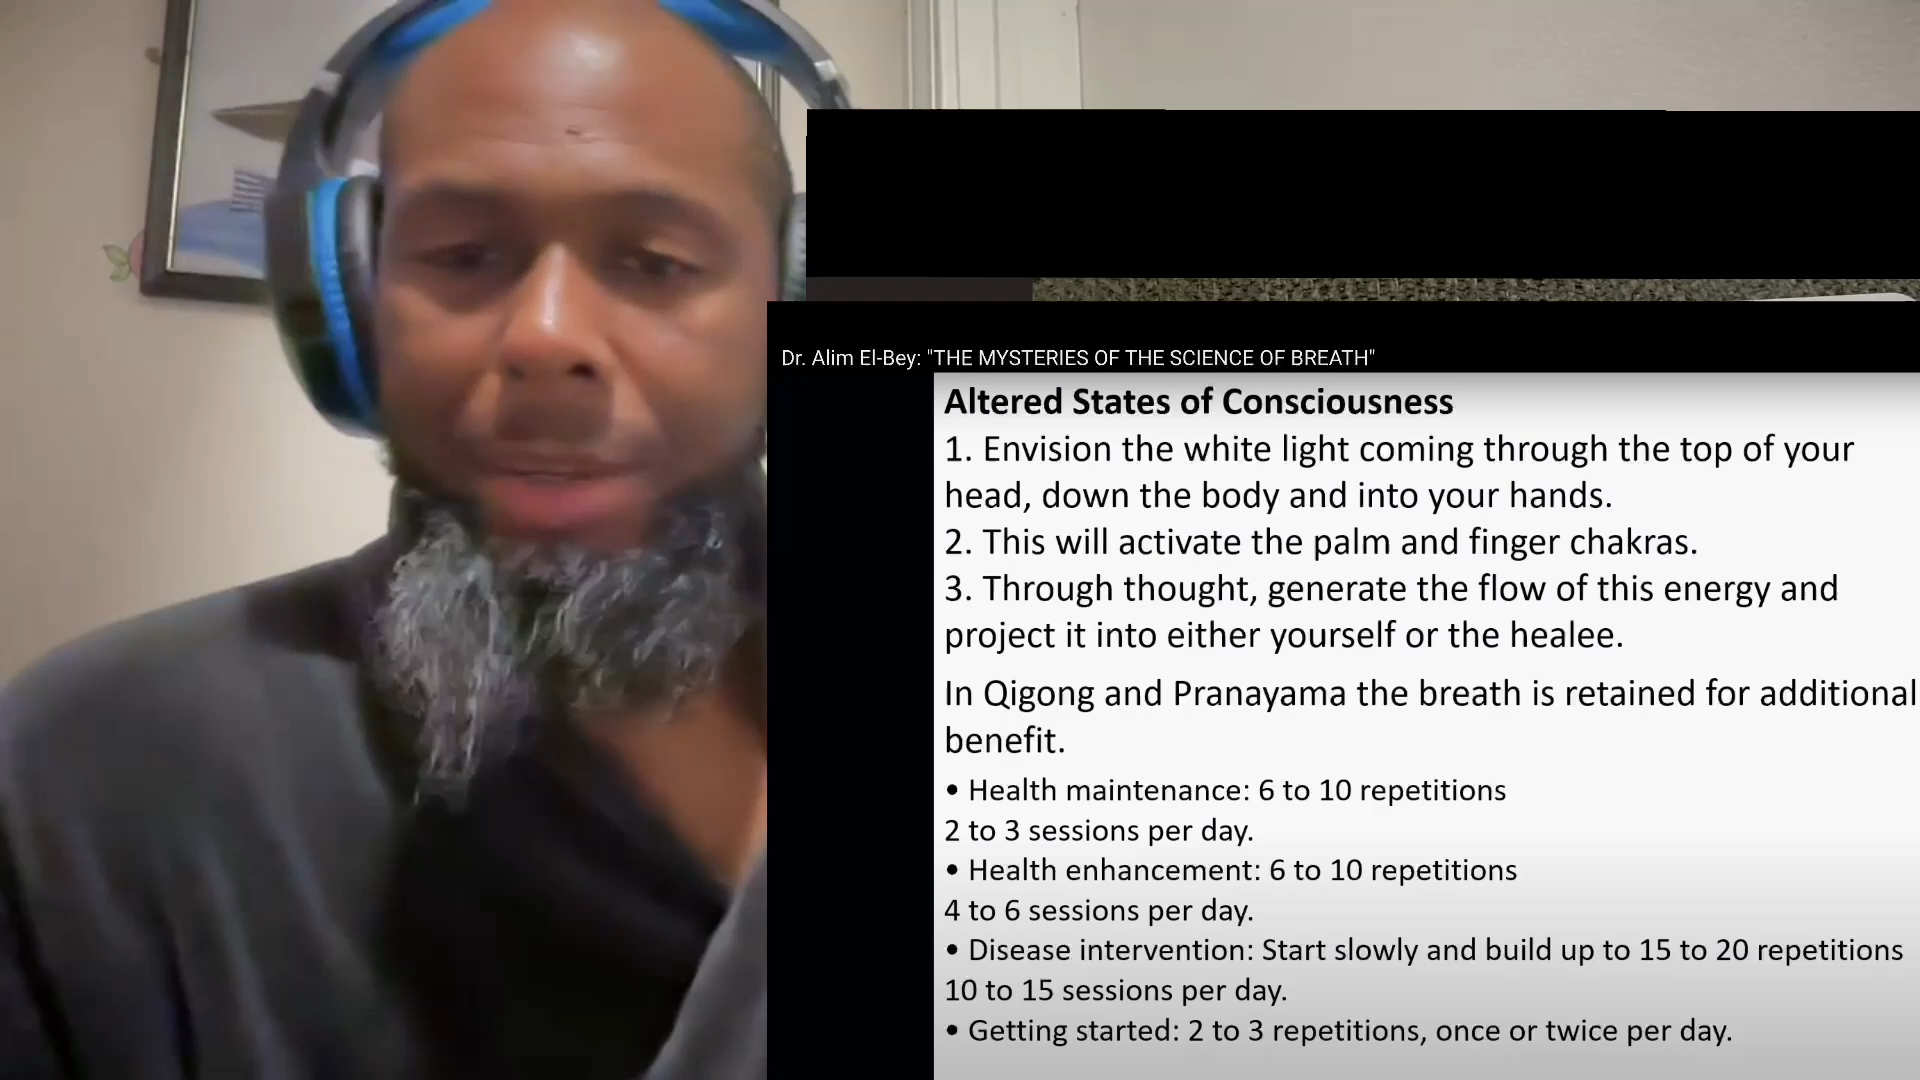 Dr. Alim El-Bey: "THE MYSTERIES OF THE SCIENCE OF BREATH"
Altered States of Consciousness
1. Envision the white light coming through the top of your
head, down the body and into your hands.
2. This will activate the palm and finger chakras.
3. Through thought, generate the flow of this energy and
project it into either yourself or the healee.
In Qigong and Pranayama the breath is retained for additional
benefit.
• Health maintenance: 6 to 10 repetitions
2 to 3 sessions per day.
• Health enhancement: 6 to 10 repetitions
4 to 6 sessions per day.
• Disease intervention: Start slowly and build up to 15 to 20 repetitions
10 to 15 sessions per day.
• Getting started: 2 to 3 repetitions, once or twice per day.